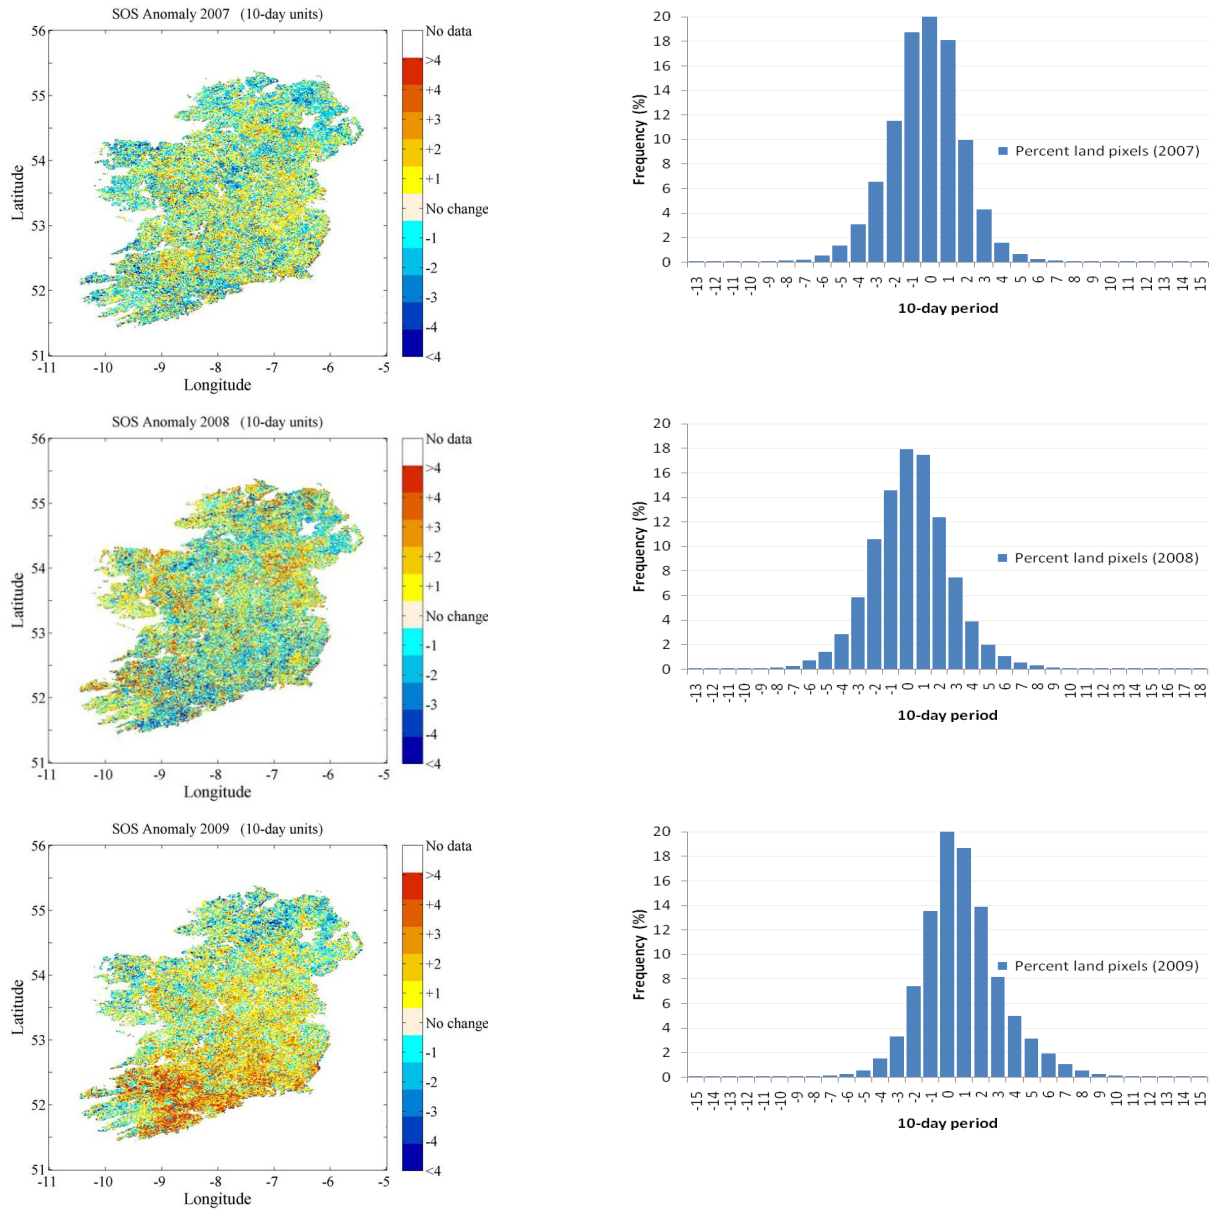 SOS Anomaly 2007 (10-day units)
56
55
54
53
52
51
Latitude
-11 -10 -9 -8 -7 -6 -5
Longitude
No data
>4
+4
+3
+2
+1
No change
-1
-2
-3
-4
<4
20
18
16
14
12
10
8
6
4
2
0
Frequency (%)
Percent land pixels (2007)
-13 -12 -11 -10 -9 -8 -7 -6 -5 -4 -3 -2 -1 0 1 2 3 4 5 6 7 8 9 10 11 12 13 14 15
10-day period
SOS Anomaly 2008 (10-day units)
56
55
54
53
52
51
Latitude
-11 -10 -9 -8 -7 -6 -5
Longitude
No data
>4
+4
+3
+2
+1
No change
-1
-2
-3
-4
<4
20
18
16
14
12
10
8
6
4
2
0
Frequency (%)
Percent land pixels (2008)
-13 -12 -11 -10 -9 -8 -7 -6 -5 -4 -3 -2 -1 0 1 2 3 4 5 6 7 8 9 10 11 12 13 14 15 16 17 18
10-day period
SOS Anomaly 2009 (10-day units)
56
55
54
53
52
51
Latitude
-11 -10 -9 -8 -7 -6 -5
Longitude
No data
>4
+4
+3
+2
+1
No change
-1
-2
-3
-4
<4
20
18
16
14
12
10
8
6
4
2
0
Frequency (%)
Percent land pixels (2009)
-15 -14 -13 -12 -11 -10 -9 -8 -7 -6 -5 -4 -3 -2 -1 0 1 2 3 4 5 6 7 8 9 10 11 12 13 14 15
10-day period